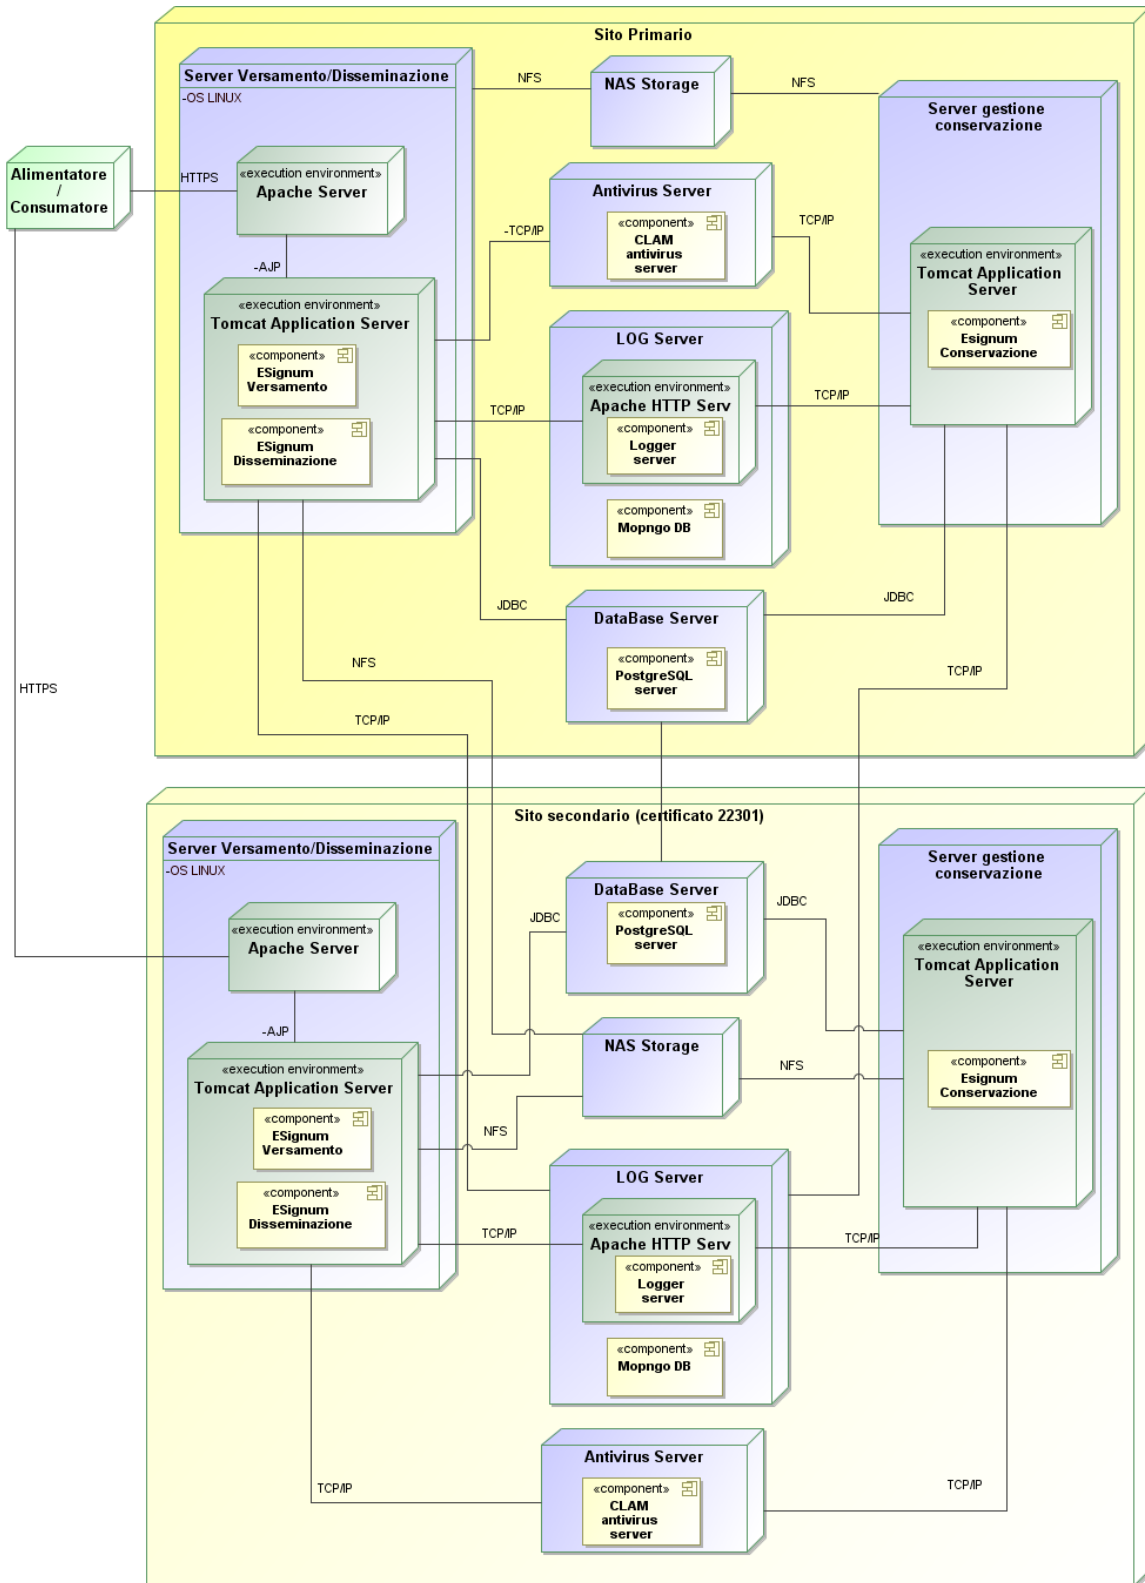 Sito Primario
Server Versamento/Disseminazione
-OS LINUX
NFS
NAS Storage
NFS
Server gestione
conservazione
Alimentatore
/
Consumatore
HTTPS
«execution environment»
Apache Server
-AJP
Antivirus Server
«component»
CLAM
antivirus
server
-TCP/IP
TCP/IP
«execution environment»
Tomcat Application
Server
«component»
Esignum
Conservazione
«execution environment»
Tomcat Application Server
«component»
ESignum
Versamento
«component»
ESignum
Disseminazione
LOG Server
«execution environment»
Apache HTTP Serv
«component»
Logger
server
«component»
Mopngo DB
TCP/IP
TCP/IP
JDBC
DataBase Server
«component»
PostgreSQL
server
JDBC
NFS
TCP/IP
HTTPS
TCP/IP
Sito secondario (certificato 22301)
Server Versamento/Disseminazione
-OS LINUX
«execution environment»
Apache Server
-AJP
«execution environment»
Tomcat Application Server
«component»
ESignum
Versamento
«component»
ESignum
Disseminazione
JDBC
DataBase Server
«component»
PostgreSQL
server
JDBC
Server gestione
conservazione
«execution environment»
Tomcat Application
Server
«component»
Esignum
Conservazione
NAS Storage
NFS
NFS
LOG Server
«execution environment»
Apache HTTP Serv
«component»
Logger
server
«component»
Mopngo DB
TCP/IP
TCP/IP
Antivirus Server
«component»
CLAM
antivirus
server
TCP/IP
TCP/IP